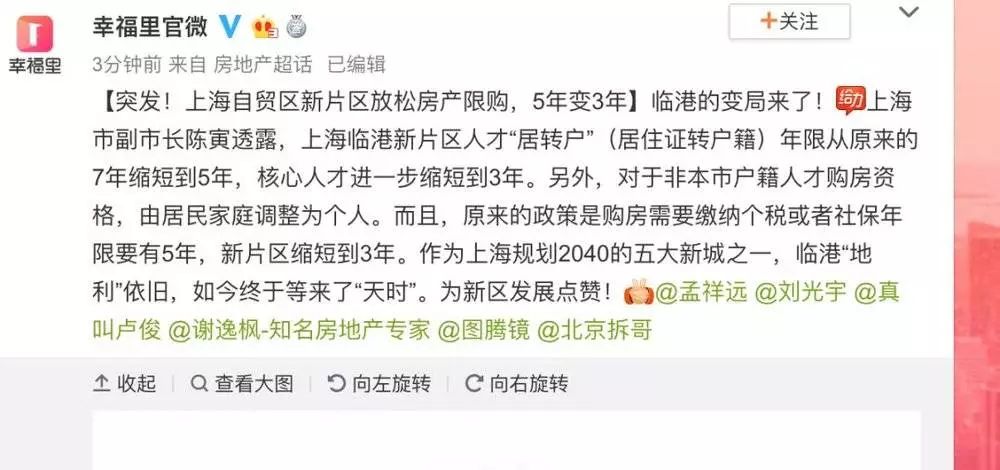 幸福里官微
+关注
幸福里
3分钟前 来自 房地产超话 已编辑
【突发！上海自贸区新片区放松房产限购，5年变3年】临港的变局来了！给力上海
市副市长陈寅透露，上海临港新片区人才“居转户”（居住证转户籍）年限从原来的
7年缩短到5年，核心人才进一步缩短到3年。另外，对于非本市户籍人才购房资
格，由居民家庭调整为个人。而且，原来的政策是购房需要缴纳个税或者社保年
限要有5年，新片区缩短到3年。作为上海规划2040的五大新城之一，临港“地
利”依旧，如今终于等来了“天时”。为新区发展点赞！@孟祥远 @刘光宇 @真
叫卢俊 @谢逸枫-知名房地产专家 @图腾镜 @北京拆哥
收起 查看大图 向左旋转 向右旋转